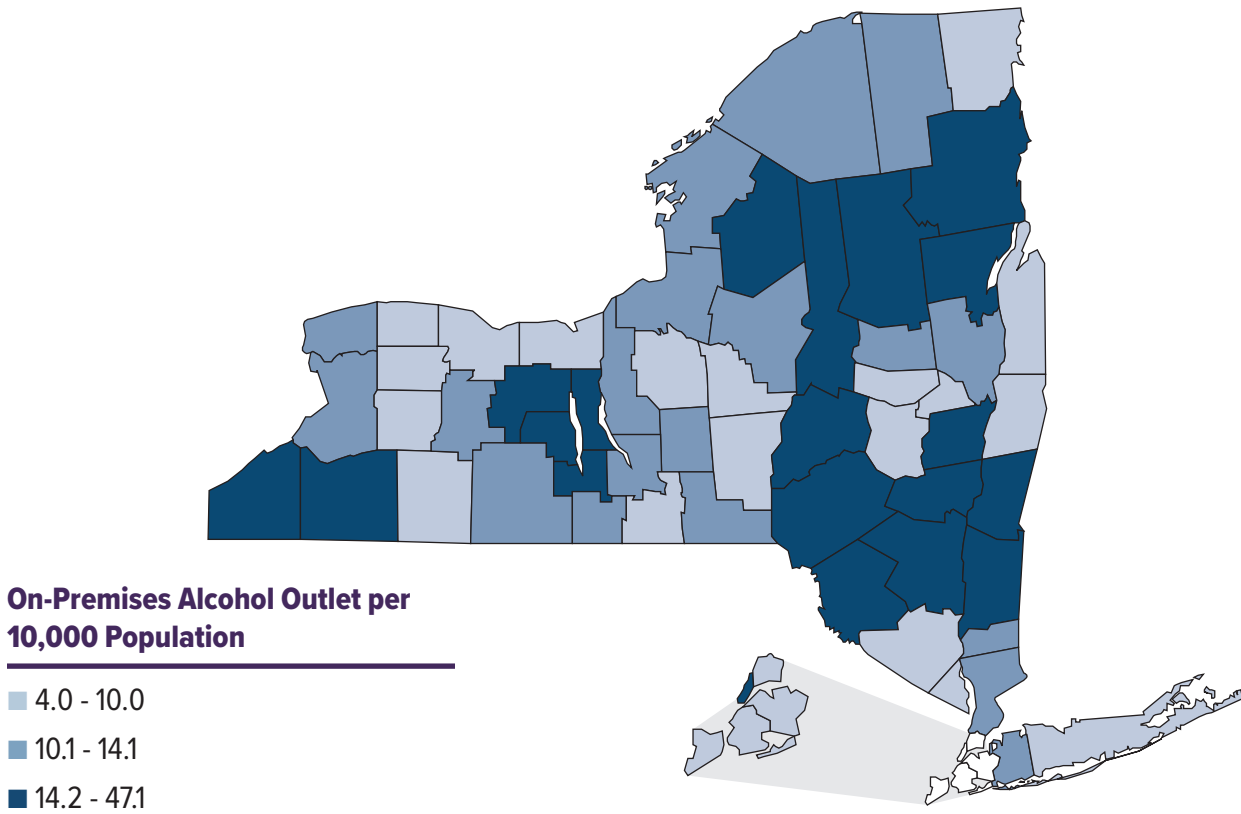 On-Premises Alcohol Outlet per
10,000 Population
4.0 - 10.0
10.1 - 14.1
14.2 - 47.1